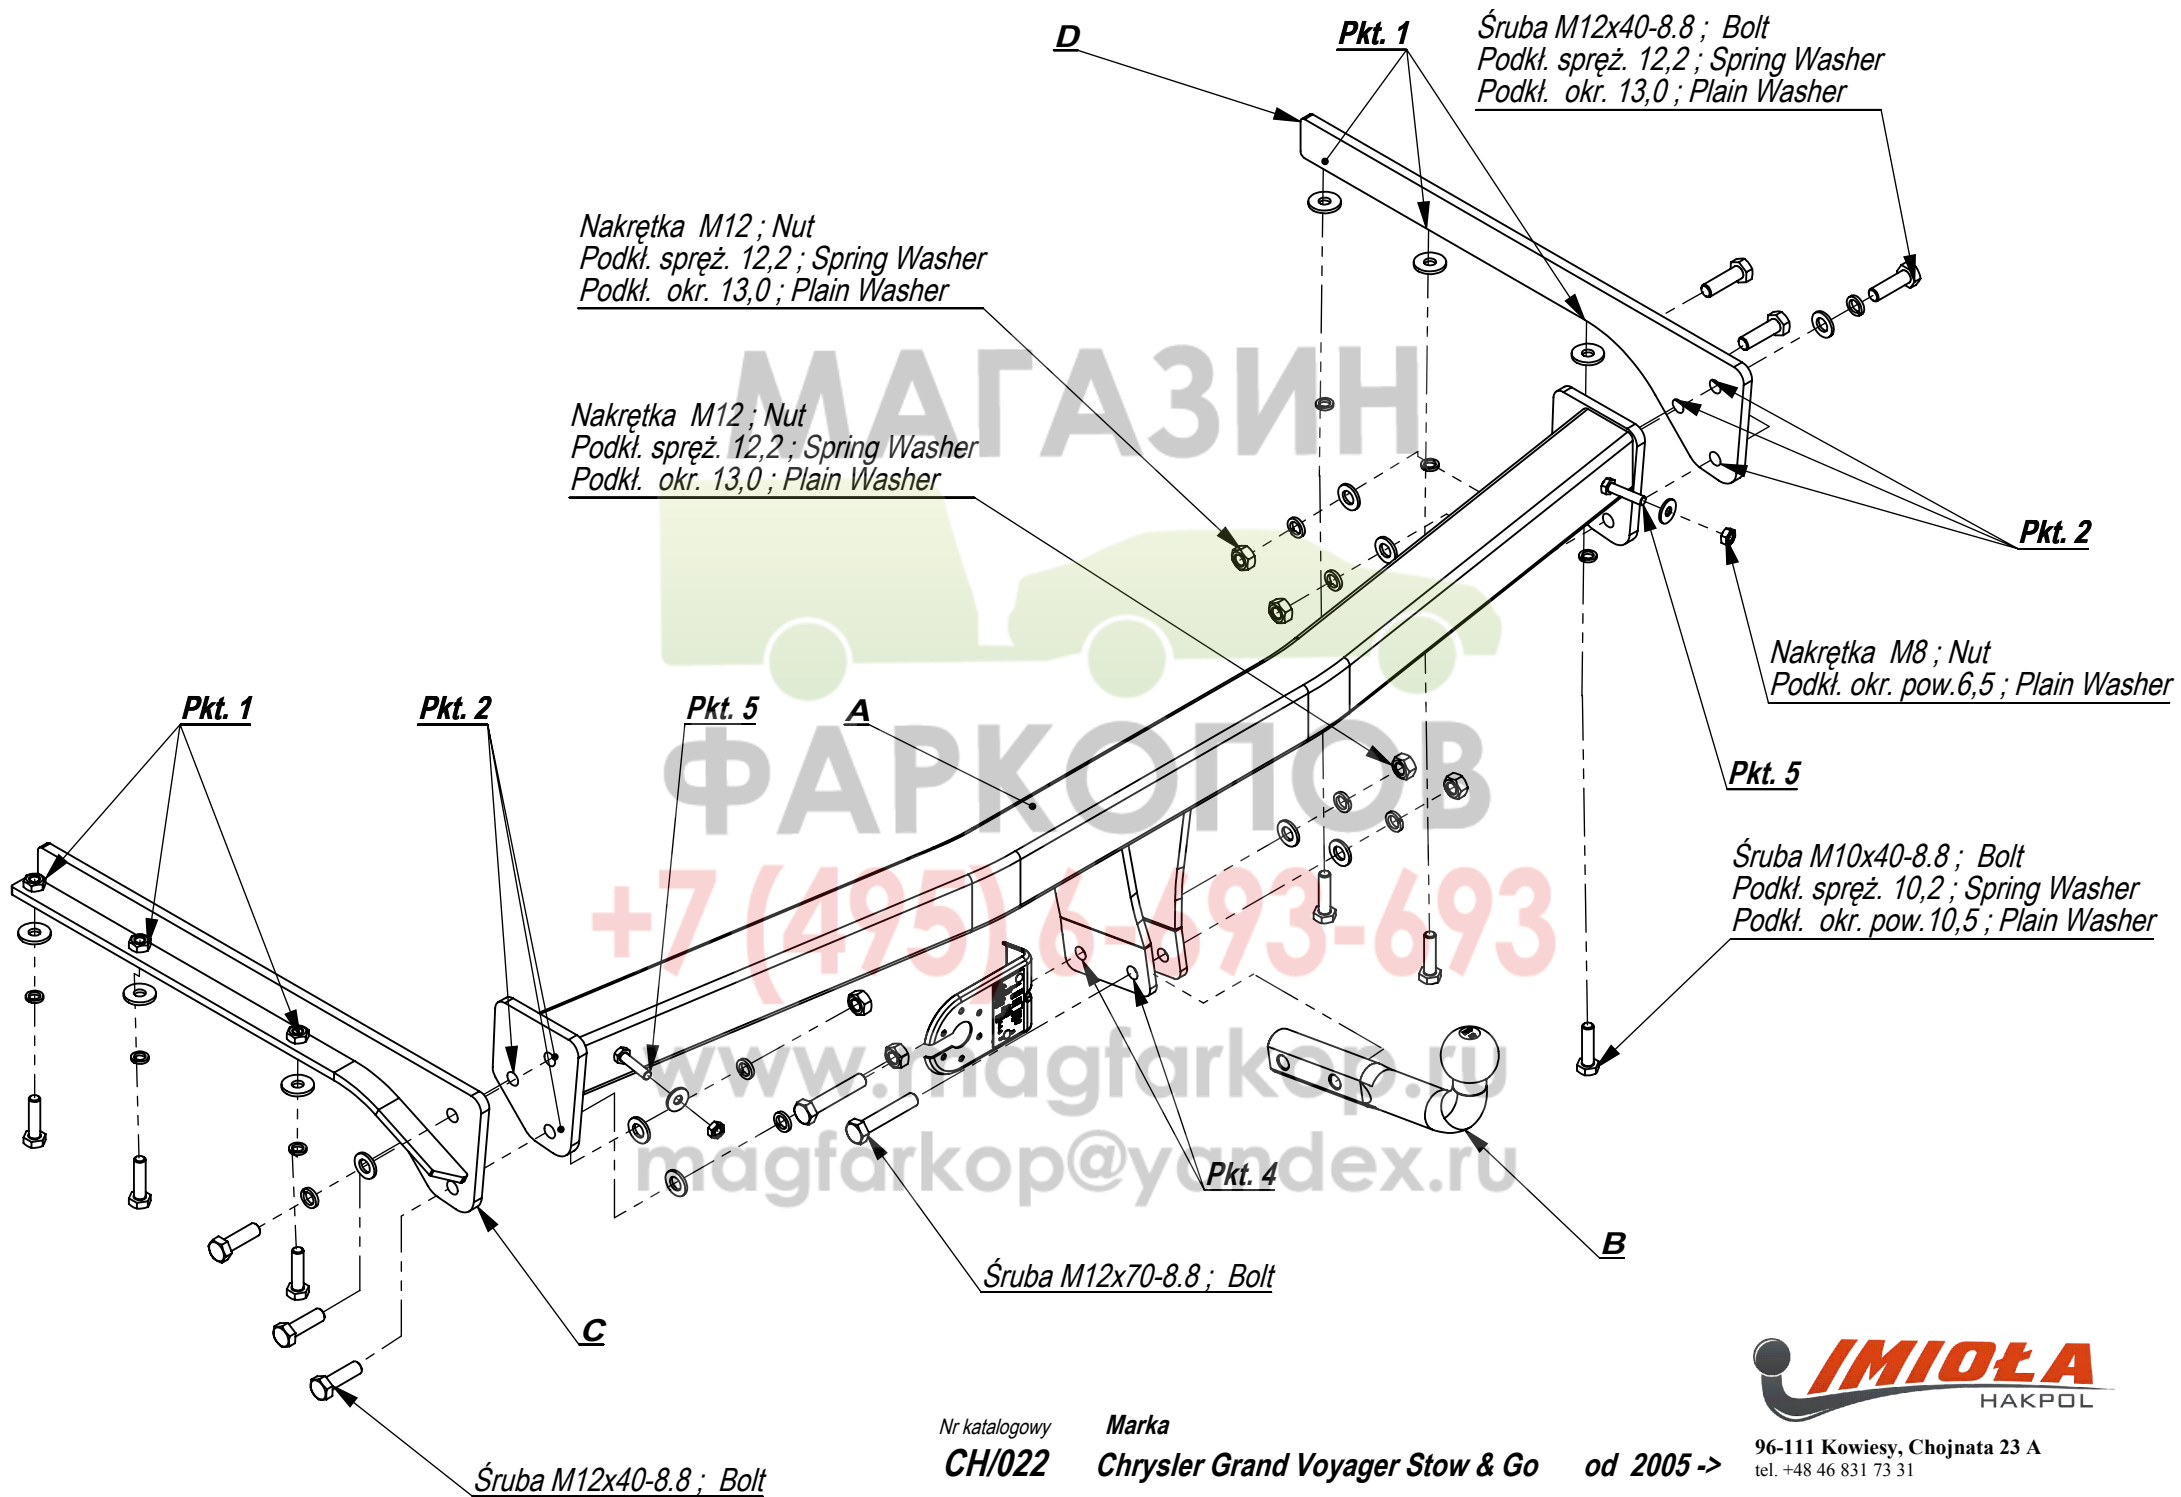 D
Pkt. 1
Śruba M12x40-8.8 ;  Bolt
Podkł. spręż. 12,2 ; Spring Washer
Podkł.  okr. 13,0 ; Plain Washer
Nakrętka  M12 ; Nut
Podkł. spręż. 12,2 ; Spring Washer
Podkł.  okr. 13,0 ; Plain Washer
МАГАЗИН
Nakrętka  M12 ; Nut
Podkł. spręż. 12,2 ; Spring Washer
Podkł.  okr. 13,0 ; Plain Washer
Pkt. 2
Nakrętka  M8 ; Nut
Podkł. okr. pow.6,5 ; Plain Washer
Pkt. 1
Pkt. 2
Pkt. 5
A
ФАРКОПОВ
Pkt. 5
Śruba M10x40-8.8 ;  Bolt
Podkł. spręż. 10,2 ; Spring Washer
Podkł.  okr. pow.10,5 ; Plain Washer
+7 (495) 6-693-693
www.magfarkop.ru
magfarkop@yandex.ru
Pkt. 4
B
Śruba M12x70-8.8 ;  Bolt
C
IMIOŁA
HAKPOL
Nr katalogowy
Marka
CH/022
Chrysler Grand Voyager Stow & Go
od  2005 ->
96-111 Kowiesy, Chojnata 23 A
tel. +48 46 831 73 31
Śruba M12x40-8.8 ;  Bolt